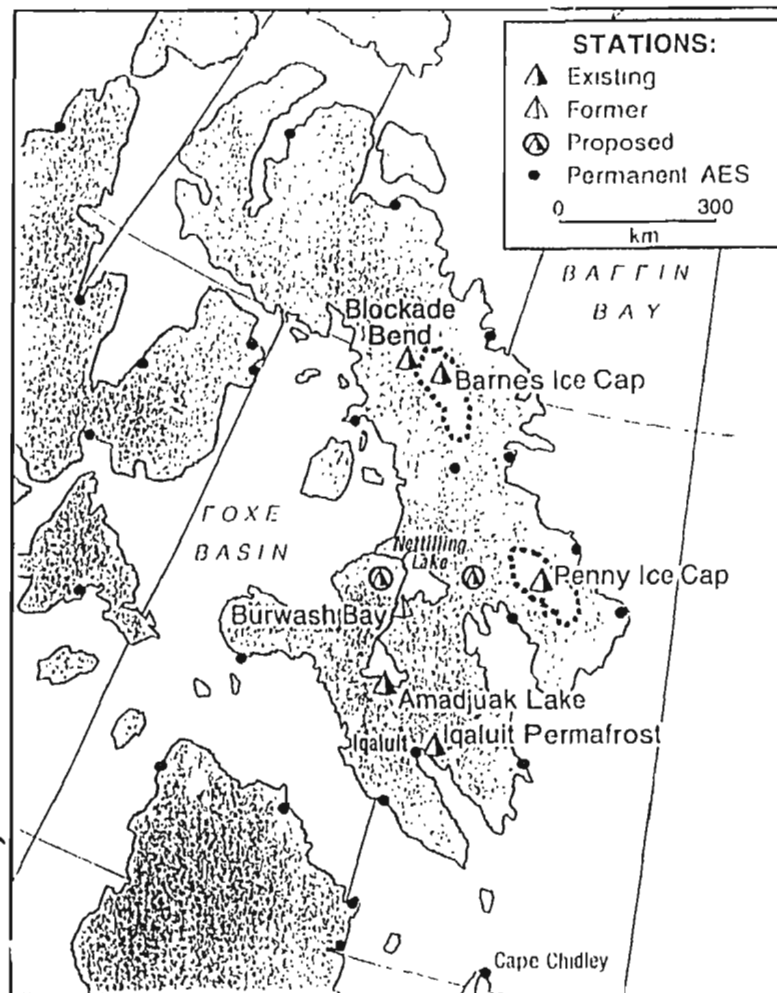 STATIONS:
Existing
Former
Proposed
Permanent AES
0 300
km
BAFFIN
BAY
Blockade
Bend
Barnes Ice Cap
FOXE
BASIN
Nettilling
Lake
Penny Ice Cap
Burwash Bay
Amadjuak Lake
Iqaluit
Iqaluit Permafrost
Cape Chidley